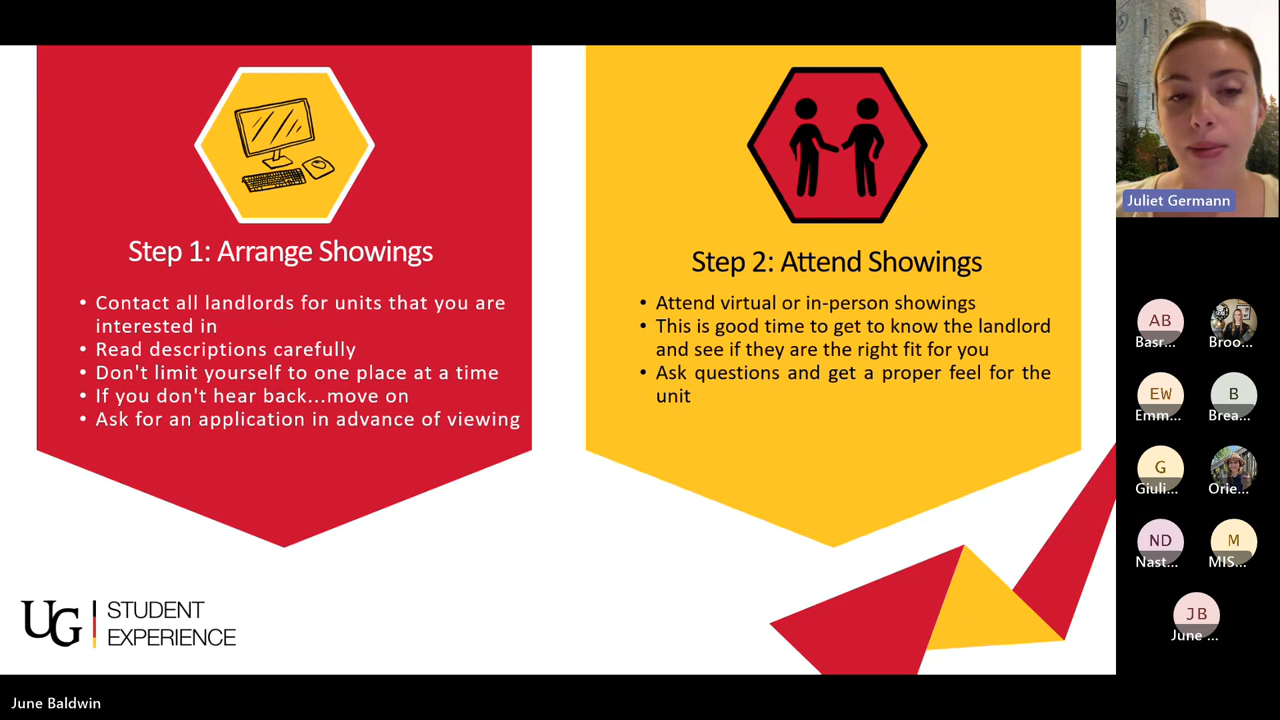 Step 1: Arrange Showings
• Contact all landlords for units that you are
interested in
• Read descriptions carefully
• Don't limit yourself to one place at a time
• If you don't hear back...move on
• Ask for an application in advance of viewing
Step 2: Attend Showings
• Attend virtual or in-person showings
• This is good time to get to know the landlord
and see if they are the right fit for you
• Ask questions and get a proper feel for the
unit
UG STUDENT
EXPERIENCE
Juliet Germann
AB
Basr...
Broo...
EW
Emm...
B
Brea...
G
Giuli...
Orie...
ND
Nast...
M
MIS...
JB
June ...
June Baldwin